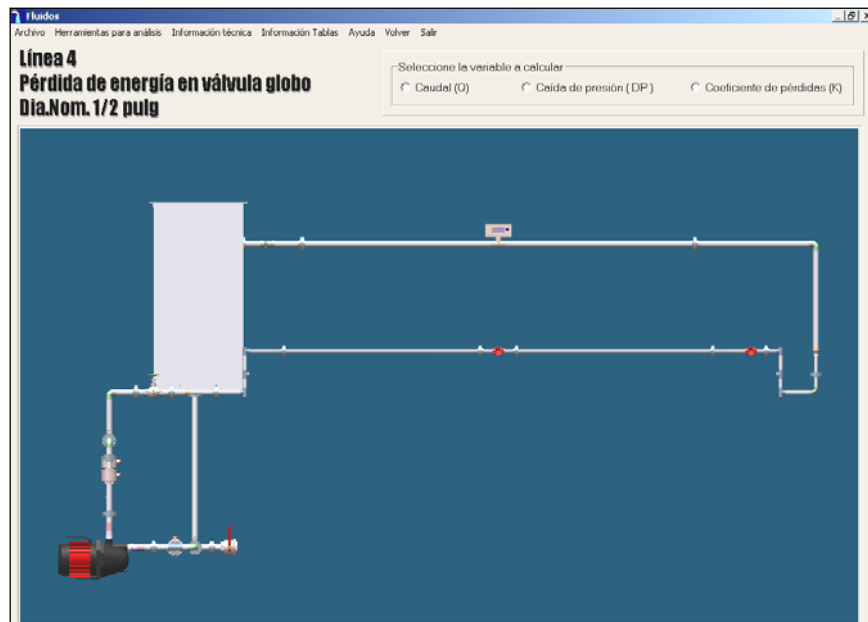 Fluidos
Archivo Herramientas para análisis Información técnica Información Tablas Ayuda Volver Salir
Línea 4
Pérdida de energía en válvula globo
Dia.Nom. 1/2 pulg
Seleccione la variable a calcular
Caudal (Q) Caída de presión ( DP ) Coeficiente de pérdidas (K)